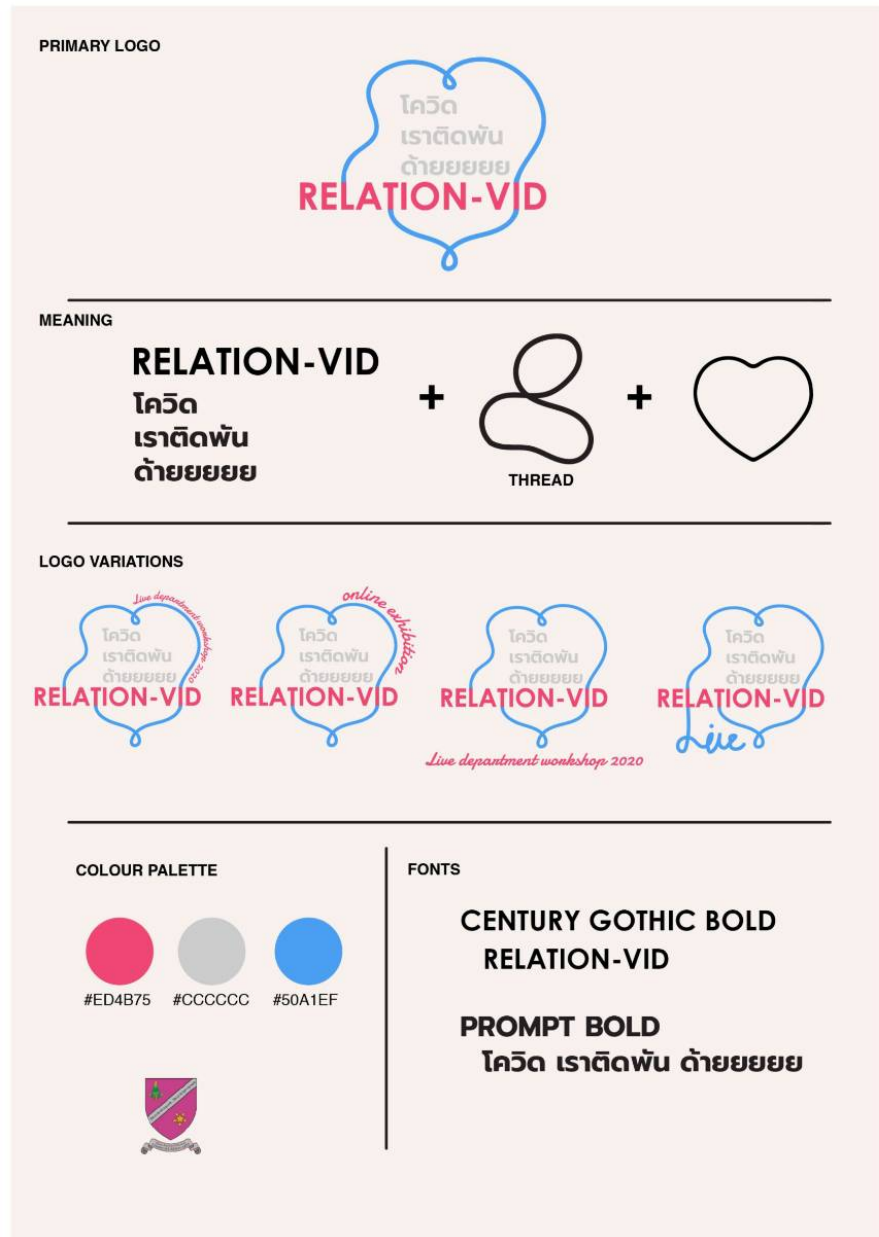 PRIMARY LOGO
โควิด
เราติดพัน
ด้ายยยยย
RELATION-VID
MEANING
RELATION-VID
โควิด
เราติดพัน
ด้ายยยยย
+
+
THREAD
LOGO VARIATIONS
Live department workshop 2020
โควิด
เราติดพัน
ด้ายยยยย
RELATION-VID
online exhibition
โควิด
เราติดพัน
ด้ายยยยย
RELATION-VID
โควิด
เราติดพัน
ด้ายยยยย
RELATION-VID
Live department workshop 2020
โควิด
เราติดพัน
ด้ายยยยย
RELATION-VID
Live
COLOUR PALETTE
#ED4B75 #CCCCCC #50A1EF
FONTS
CENTURY GOTHIC BOLD
RELATION-VID
PROMPT BOLD
โควิด เราติดพัน ด้ายยยยย